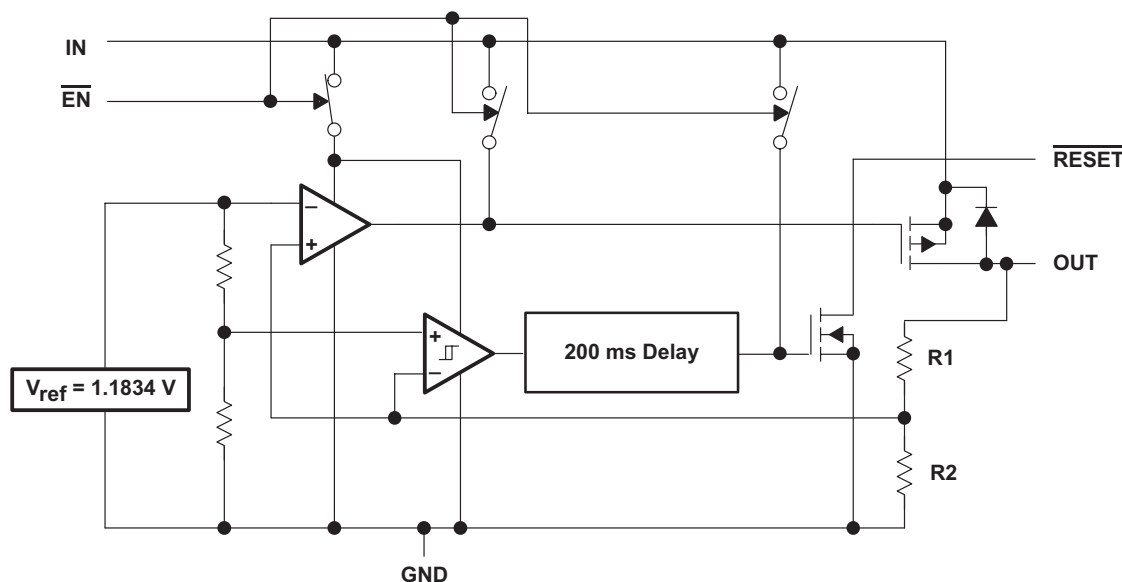 IN
EN
RESET
OUT
−
+
+
−
200 ms Delay
R1
Vref = 1.1834 V
R2
GND